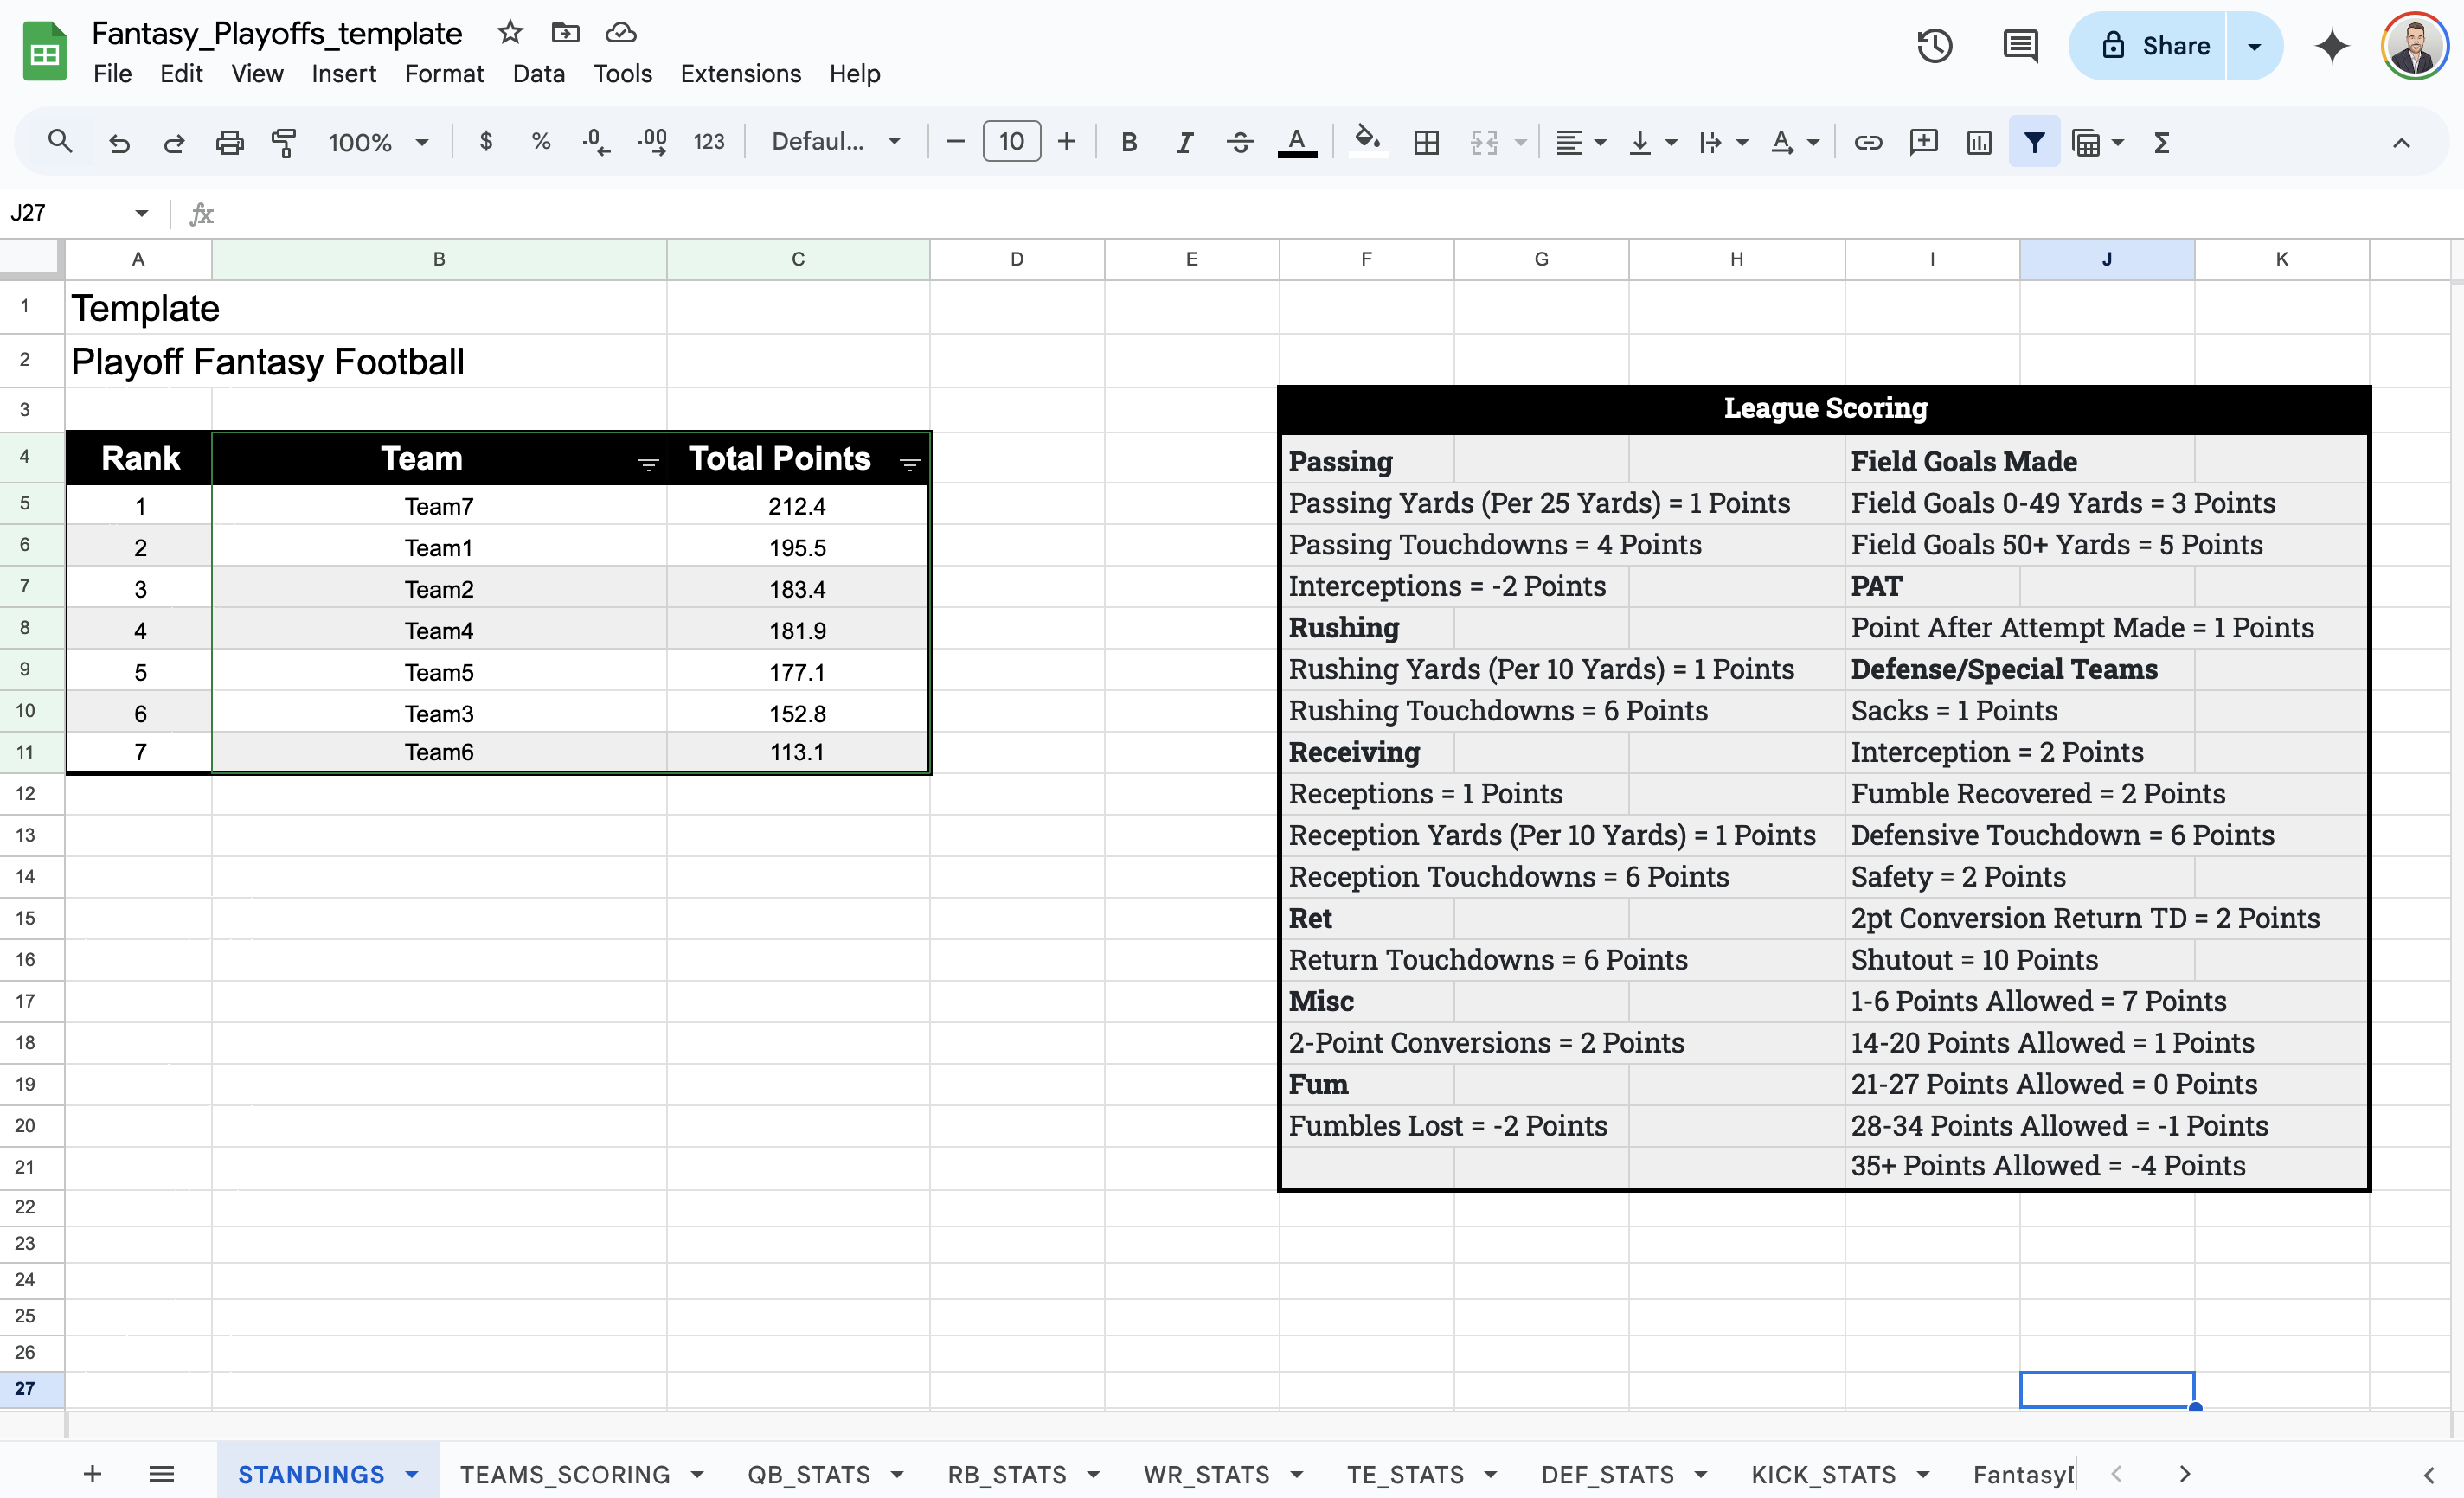 Fantasy_Playoffs_template
File Edit View Insert Format Data Tools Extensions Help
Share
100% $ % .0 .00 123 Defaul... 10 B I S A A Σ
J27 fx
A B C D E F G H I J K
1 Template
2 Playoff Fantasy Football
3 League Scoring
4 Rank Team Total Points Passing Field Goals Made
5 1 Team7 212.4 Passing Yards (Per 25 Yards) = 1 Points Field Goals 0-49 Yards = 3 Points
6 2 Team1 195.5 Passing Touchdowns = 4 Points Field Goals 50+ Yards = 5 Points
7 3 Team2 183.4 Interceptions = -2 Points PAT
8 4 Team4 181.9 Rushing Point After Attempt Made = 1 Points
9 5 Team5 177.1 Rushing Yards (Per 10 Yards) = 1 Points Defense/Special Teams
10 6 Team3 152.8 Rushing Touchdowns = 6 Points Sacks = 1 Points
11 7 Team6 113.1 Receiving Interception = 2 Points
12 Receptions = 1 Points Fumble Recovered = 2 Points
13 Reception Yards (Per 10 Yards) = 1 Points Defensive Touchdown = 6 Points
14 Reception Touchdowns = 6 Points Safety = 2 Points
15 Ret 2pt Conversion Return TD = 2 Points
16 Return Touchdowns = 6 Points Shutout = 10 Points
17 Misc 1-6 Points Allowed = 7 Points
18 2-Point Conversions = 2 Points 14-20 Points Allowed = 1 Points
19 Fum 21-27 Points Allowed = 0 Points
20 Fumbles Lost = -2 Points 28-34 Points Allowed = -1 Points
21 35+ Points Allowed = -4 Points
22
23
24
25
26
27
STANDINGS TEAMS_SCORING QB_STATS RB_STATS WR_STATS TE_STATS DEF_STATS KICK_STATS Fantasy